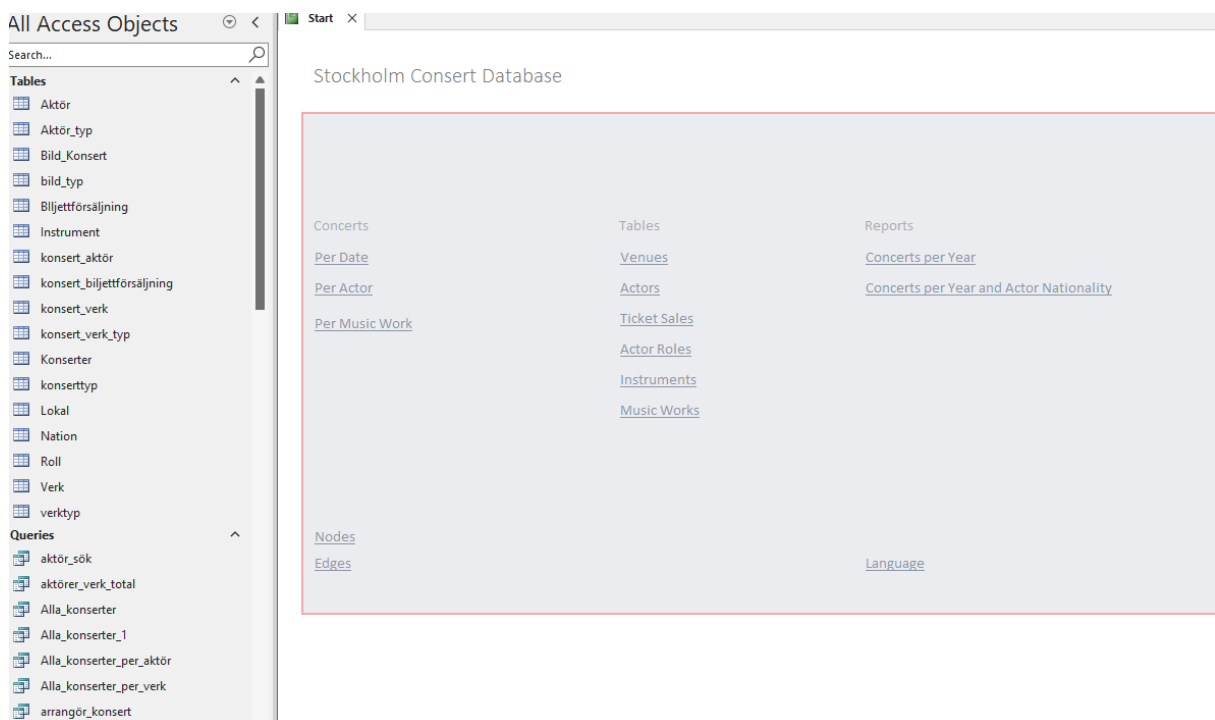 All Access Objects
Search...
Tables
Aktör
Aktör_typ
Bild_Konsert
bild_typ
BIljettförsäljning
Instrument
konsert_aktör
konsert_biljettförsäljning
konsert_verk
konsert_verk_typ
Konserter
konserttyp
Lokal
Nation
Roll
Verk
verktyp
Queries
aktör_sök
aktörer_verk_total
Alla_konserter
Alla_konserter_1
Alla_konserter_per_aktör
Alla_konserter_per_verk
arrangör_konsert
Start
Stockholm Consert Database
Concerts
Per Date
Per Actor
Per Music Work
Tables
Venues
Actors
Ticket Sales
Actor Roles
Instruments
Music Works
Reports
Concerts per Year
Concerts per Year and Actor Nationality
Nodes
Edges
Language